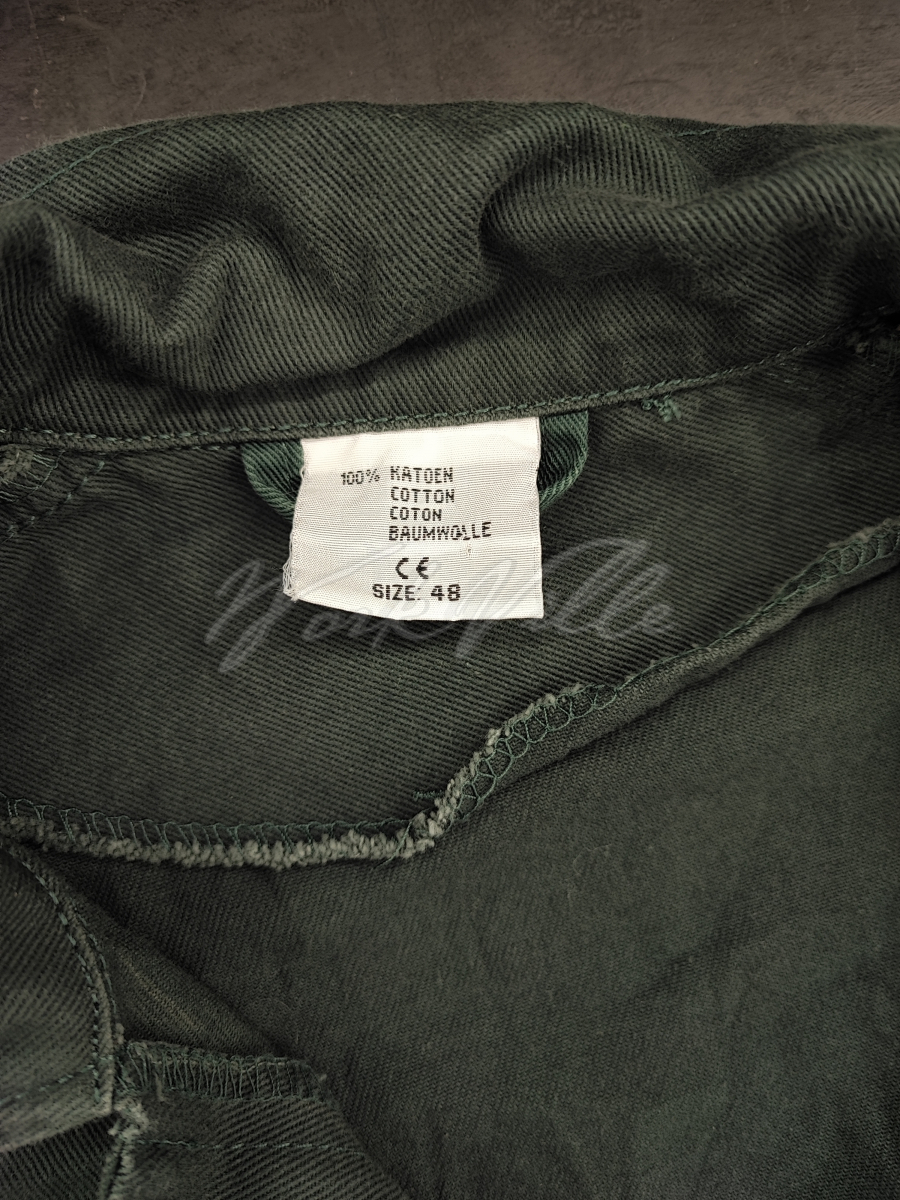 100% KATOEN
COTTON
COTON
BAUMWOLLE
CE
SIZE: 48